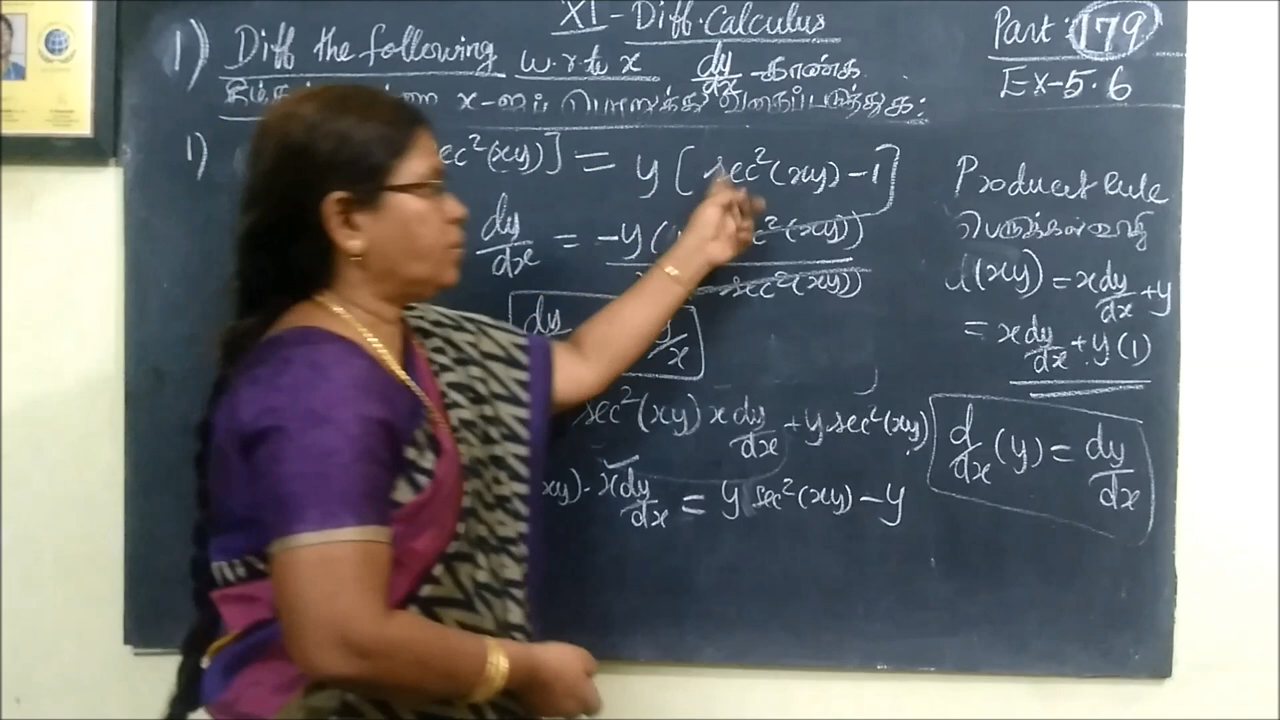 XI - Diff. Calculus
Part: 179
1) Diff the following w.r.to x dy/dx காண்க
Ex-5.6
x-ஐப் பொறுத்து வகைப்படுத்துக:
1) sec²(xy)] = y[sec²(xy) -1]
Product Rule
dy/dx = -y( sec²(xy))
பெருக்கல் விதி
sec²(xy))
d(xy) = x dy/dx + y
= x dy/dx + y(1)
dy y/x
sec²(xy) x dy/dx + y sec²(xy)
d/dx (y) = dy/dx
xy) - x dy/dx = y sec²(xy) - y